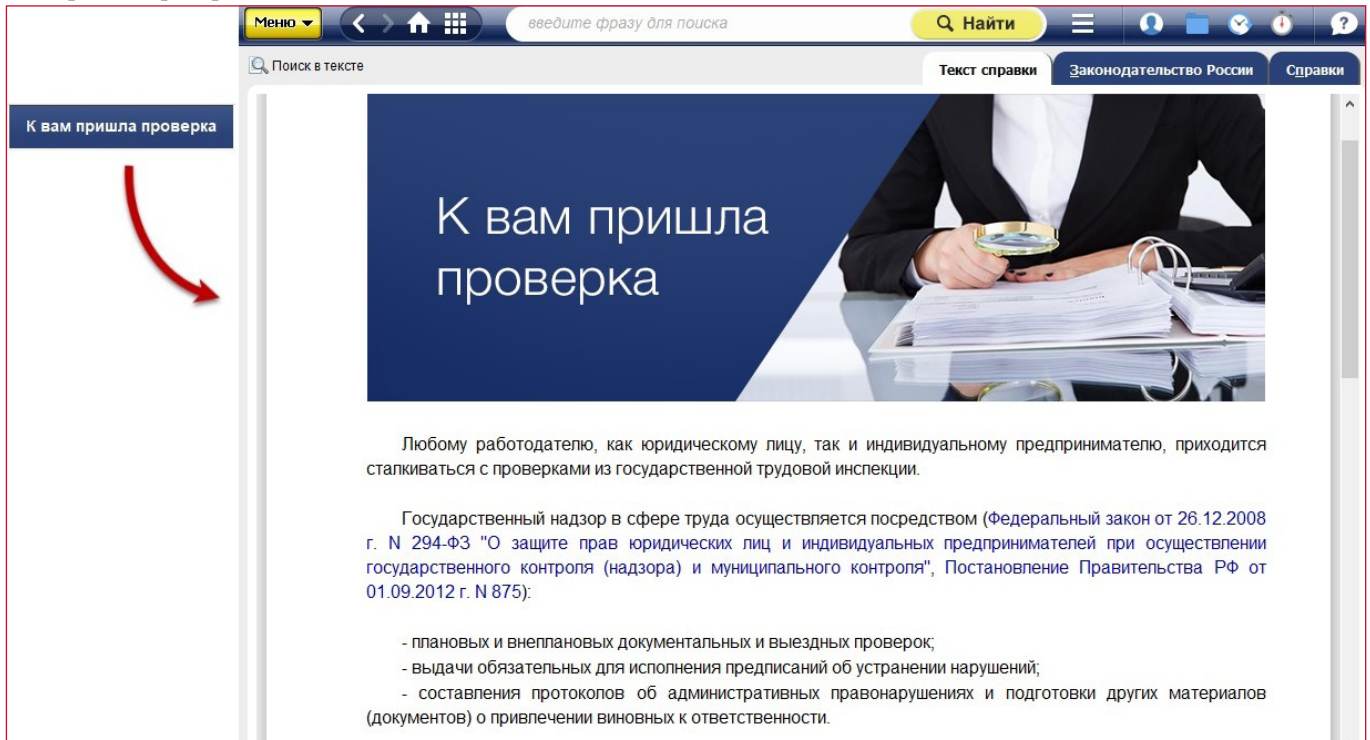 Меню
введите фразу для поиска
Найти
?
Поиск в тексте
Текст справки
Законодательство России
Справки
К вам пришла проверка
К вам пришла
проверка
Любому работодателю, как юридическому лицу, так и индивидуальному предпринимателю, приходится
сталкиваться с проверками из государственной трудовой инспекции.
Государственный надзор в сфере труда осуществляется посредством (Федеральный закон от 26.12.2008
г. N 294-ФЗ "О защите прав юридических лиц и индивидуальных предпринимателей при осуществлении
государственного контроля (надзора) и муниципального контроля", Постановление Правительства РФ от
01.09.2012 г. N 875):
- плановых и внеплановых документальных и выездных проверок;
- выдачи обязательных для исполнения предписаний об устранении нарушений;
- составления протоколов об административных правонарушениях и подготовки других материалов
(документов) о привлечении виновных к ответственности.